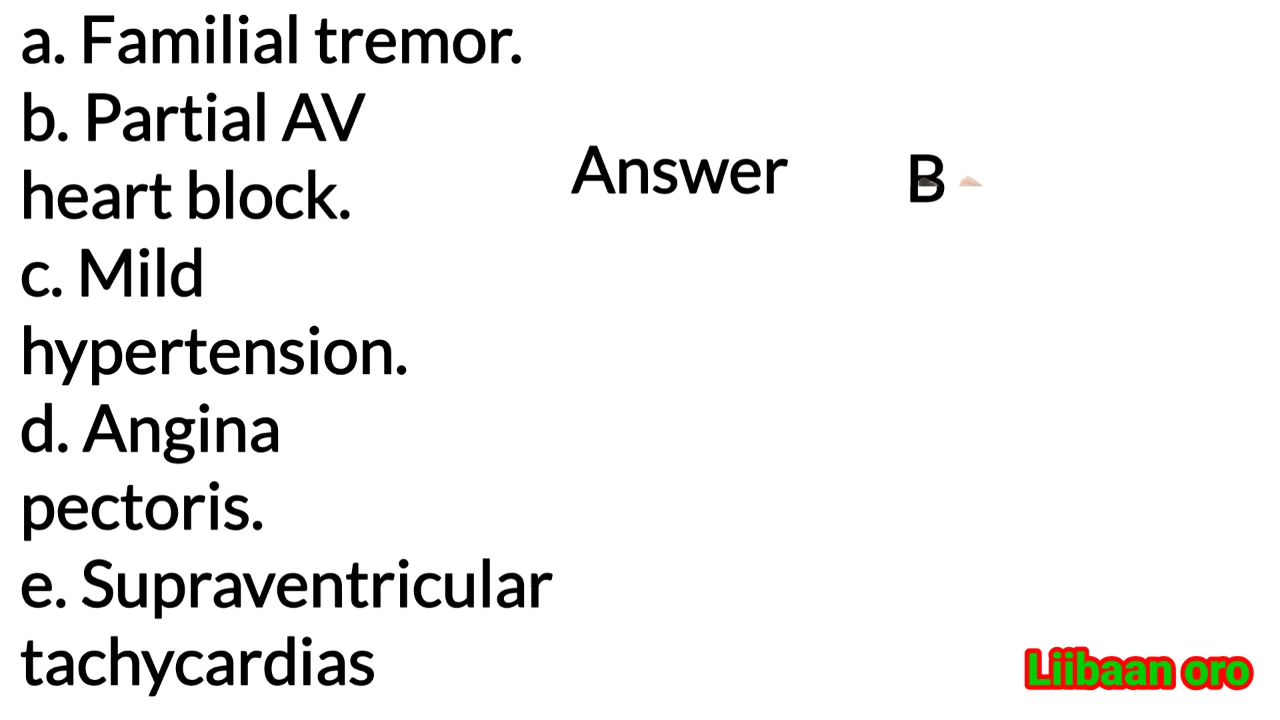 a. Familial tremor.
b. Partial AV
heart block.
c. Mild
hypertension.
d. Angina
pectoris.
e. Supraventricular
tachycardias
Answer B
Liibaan oro